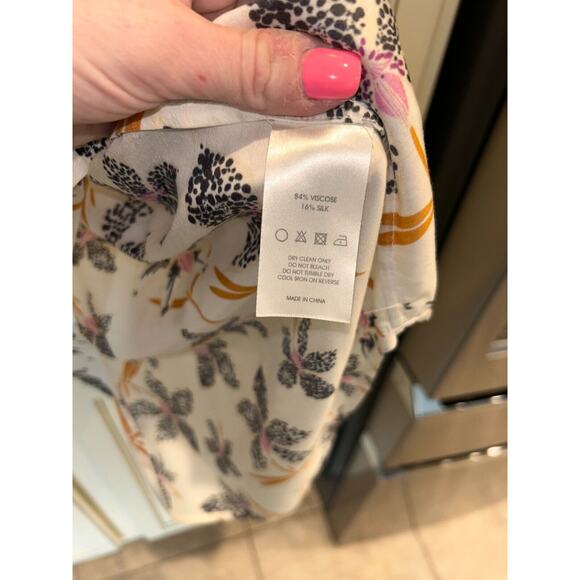 84% VISCOSE
16% SILK
DRY CLEAN ONLY
DO NOT BLEACH
DO NOT TUMBLE DRY
COOL IRON ON REVERSE
MADE IN CHINA